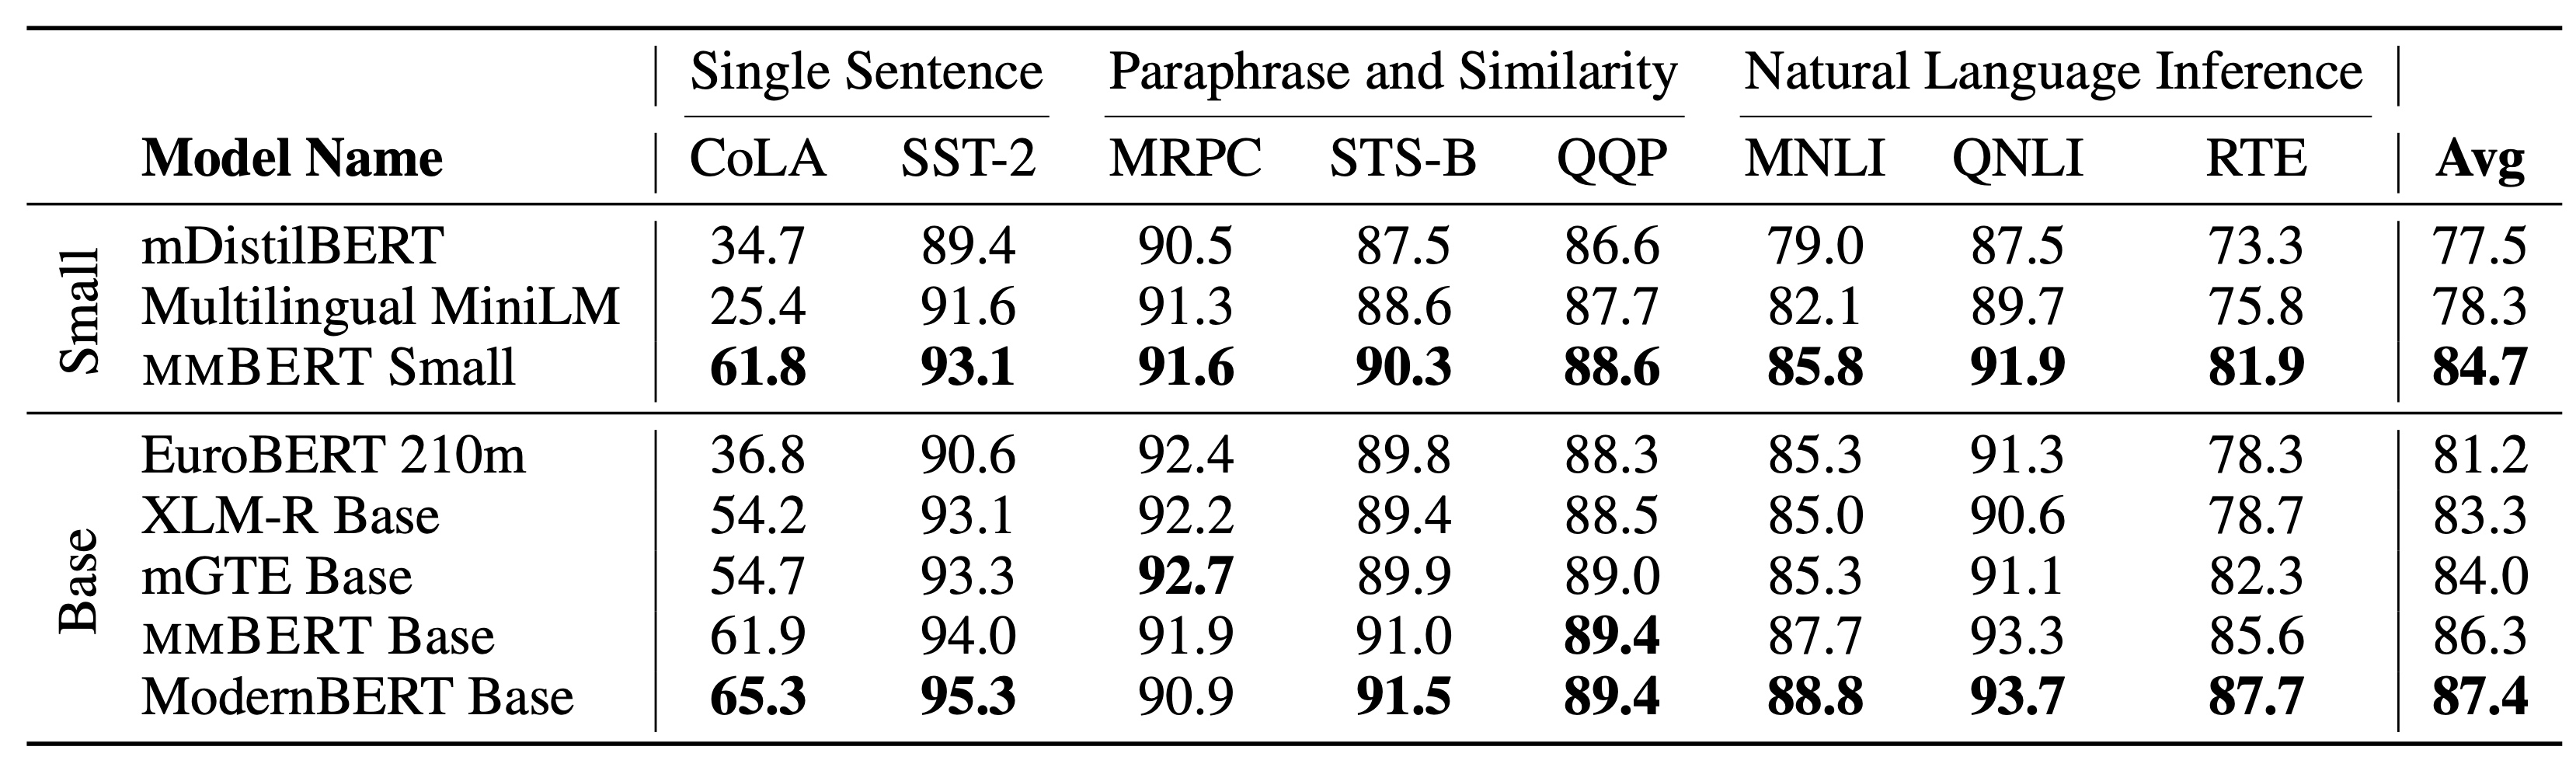 Single Sentence Paraphrase and Similarity Natural Language Inference
Model Name CoLA SST-2 MRPC STS-B QQP MNLI QNLI RTE Avg
Small
mDistilBERT 34.7 89.4 90.5 87.5 86.6 79.0 87.5 73.3 77.5
Multilingual MiniLM 25.4 91.6 91.3 88.6 87.7 82.1 89.7 75.8 78.3
MMBERT Small 61.8 93.1 91.6 90.3 88.6 85.8 91.9 81.9 84.7
Base
EuroBERT 210m 36.8 90.6 92.4 89.8 88.3 85.3 91.3 78.3 81.2
XLM-R Base 54.2 93.1 92.2 89.4 88.5 85.0 90.6 78.7 83.3
mGTE Base 54.7 93.3 92.7 89.9 89.0 85.3 91.1 82.3 84.0
MMBERT Base 61.9 94.0 91.9 91.0 89.4 87.7 93.3 85.6 86.3
ModernBERT Base 65.3 95.3 90.9 91.5 89.4 88.8 93.7 87.7 87.4